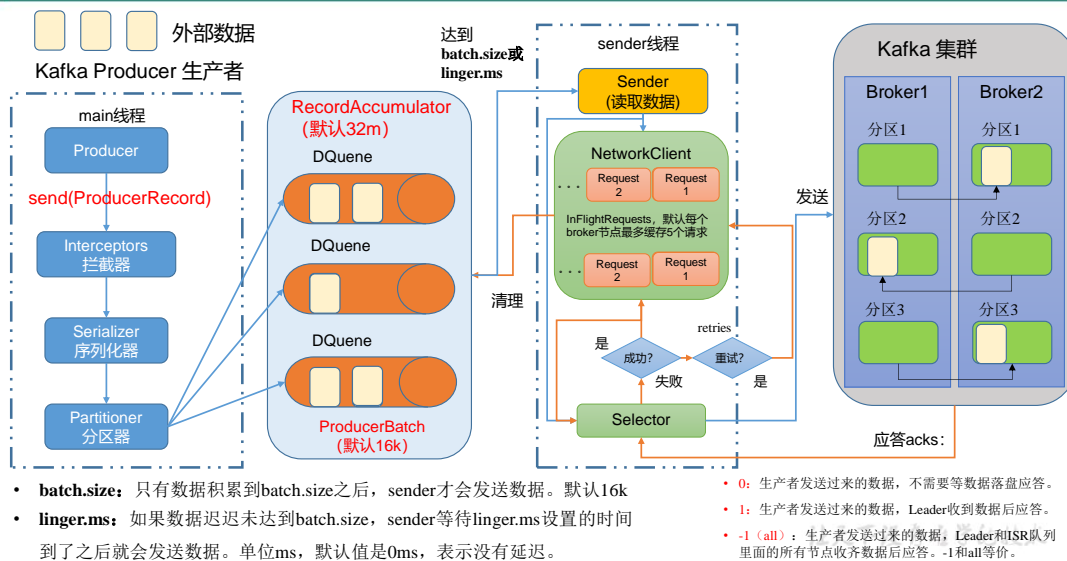 外部数据
Kafka Producer 生产者
main线程
Producer
send(ProducerRecord)
Interceptors
拦截器
Serializer
序列化器
Partitioner
分区器
RecordAccumulator
(默认32m)
DQuene
DQuene
DQuene
ProducerBatch
(默认16k)
达到
batch.size或
linger.ms
清理
sender线程
Sender
(读取数据)
NetworkClient
... Request 2 Request 1
InFlightRequests，默认每个
broker节点最多缓存5个请求
... Request 2 Request 1
retries
是 成功? 重试?
失败 是
Selector
发送
Kafka 集群
Broker1 Broker2
分区1 分区1
分区2 分区2
分区3 分区3
应答acks：
• batch.size：只有数据积累到batch.size之后，sender才会发送数据。默认16k
• linger.ms：如果数据迟迟未达到batch.size，sender等待linger.ms设置的时间
到了之后就会发送数据。单位ms，默认值是0ms，表示没有延迟。
• 0：生产者发送过来的数据，不需要等数据落盘应答。
• 1：生产者发送过来的数据，Leader收到数据后应答。
• -1（all）：生产者发送过来的数据，Leader和ISR队列
里面的所有节点收齐数据后应答。-1和all等价。